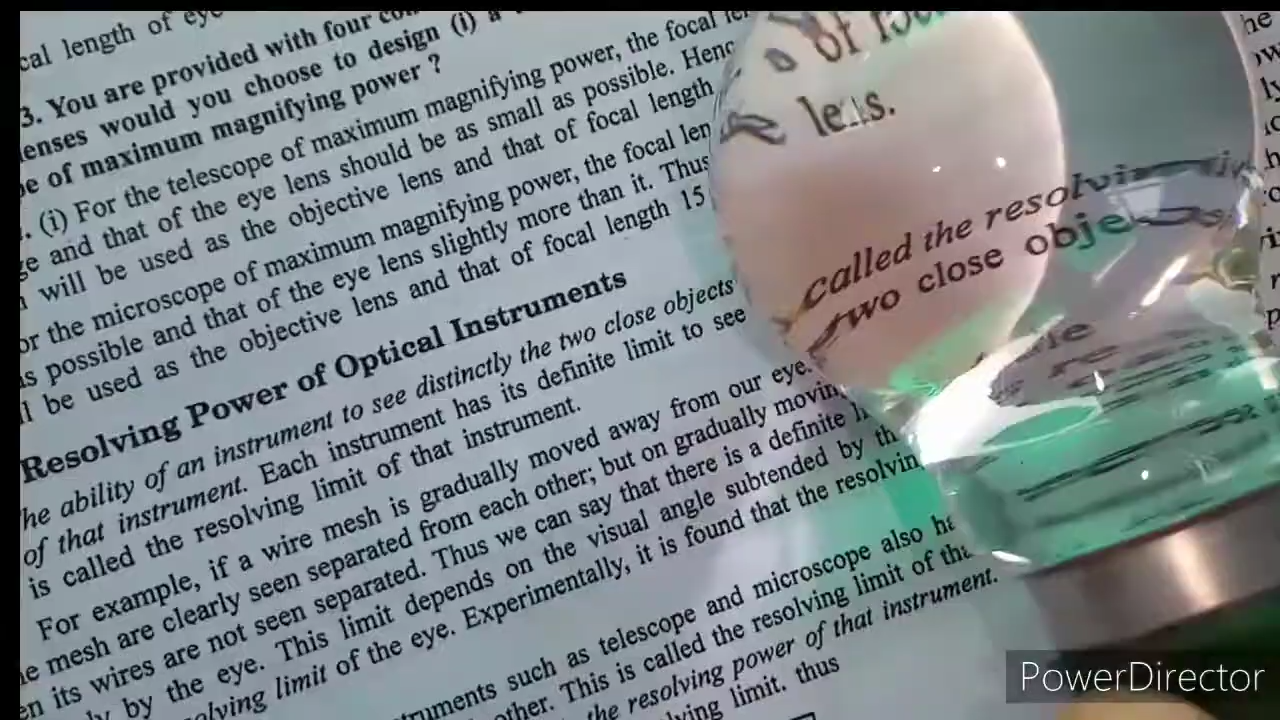 cal length of eye
3. You are provided with four
lenses would you choose to design (i) a
of maximum magnifying power ?
(i) For the telescope of maximum magnifying power, the focal
and that of the eye lens should be as small as possible. Henc
will be used as the objective lens and that of focal length
or the microscope of maximum magnifying power, the focal len
as possible and that of the eye lens slightly more than it. Thus
be used as the objective lens and that of focal length 15
of
lens.
called the resolvi
two close obje
Resolving Power of Optical Instruments
he ability of an instrument to see distinctly the two close objects
of that instrument. Each instrument has its definite limit to see
is called the resolving limit of that instrument.
For example, if a wire mesh is gradually moved away from our eye.
e mesh are clearly seen separated from each other; but on gradually moving
en its wires are not seen separated. Thus we can say that there is a definite
by the eye. This limit depends on the visual angle subtended by th
olving limit of the eye. Experimentally, it is found that the resolvin
truments such as telescope and microscope also ha
other. This is called the resolving limit of tha
the resolving power of that instrument.
ving limit. thus
PowerDirector